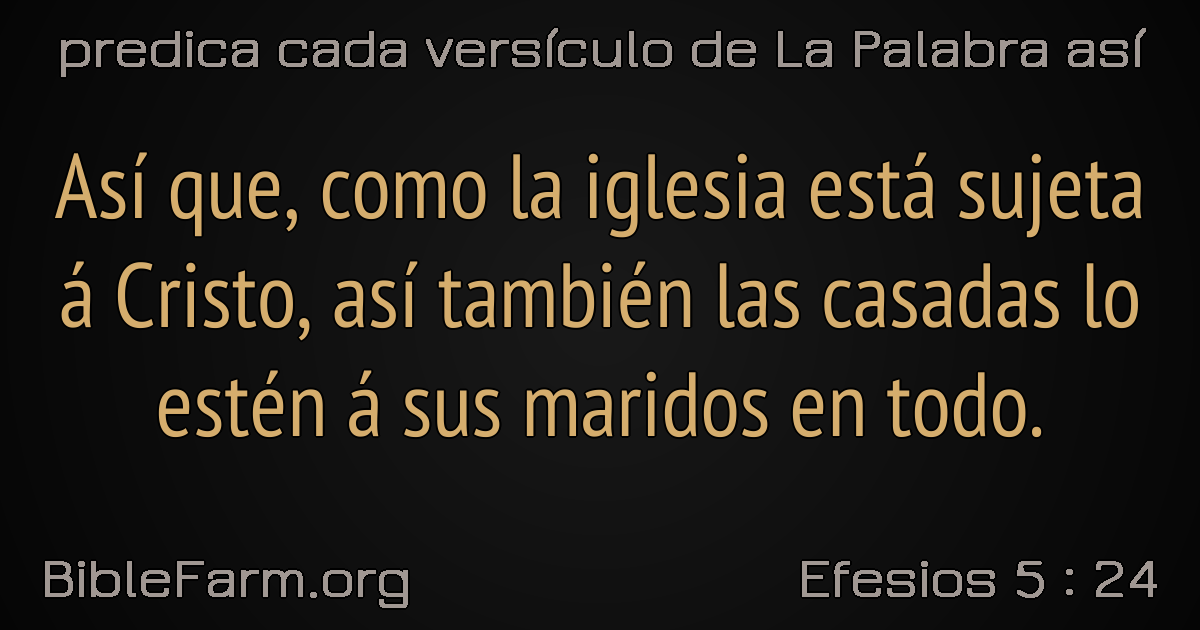 predica cada versículo de La Palabra así
Así que, como la iglesia está sujeta
á Cristo, así también las casadas lo
estén á sus maridos en todo.
BibleFarm.org
Efesios 5 : 24